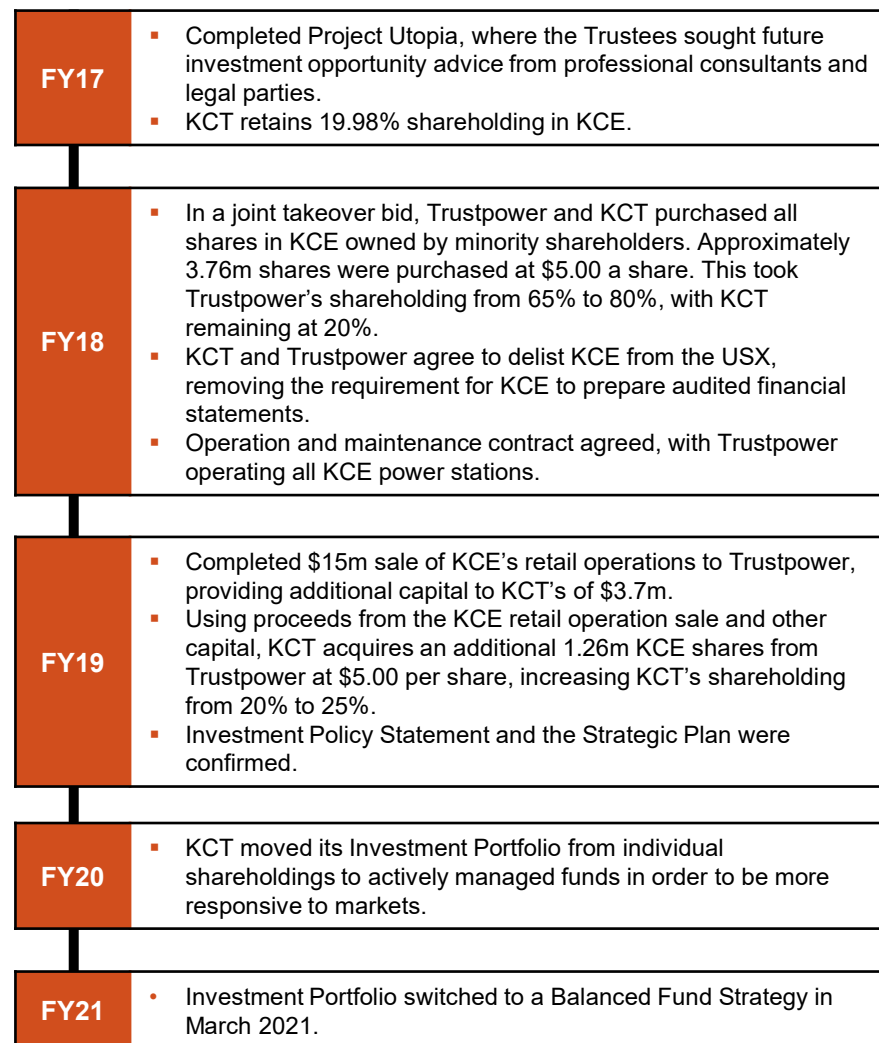 FY17
▪ Completed Project Utopia, where the Trustees sought future
investment opportunity advice from professional consultants and
legal parties.
▪ KCT retains 19.98% shareholding in KCE.
FY18
▪ In a joint takeover bid, Trustpower and KCT purchased all
shares in KCE owned by minority shareholders. Approximately
3.76m shares were purchased at $5.00 a share. This took
Trustpower’s shareholding from 65% to 80%, with KCT
remaining at 20%.
▪ KCT and Trustpower agree to delist KCE from the USX,
removing the requirement for KCE to prepare audited financial
statements.
▪ Operation and maintenance contract agreed, with Trustpower
operating all KCE power stations.
FY19
▪ Completed $15m sale of KCE’s retail operations to Trustpower,
providing additional capital to KCT’s of $3.7m.
▪ Using proceeds from the KCE retail operation sale and other
capital, KCT acquires an additional 1.26m KCE shares from
Trustpower at $5.00 per share, increasing KCT’s shareholding
from 20% to 25%.
▪ Investment Policy Statement and the Strategic Plan were
confirmed.
FY20
▪ KCT moved its Investment Portfolio from individual
shareholdings to actively managed funds in order to be more
responsive to markets.
FY21
• Investment Portfolio switched to a Balanced Fund Strategy in
March 2021.